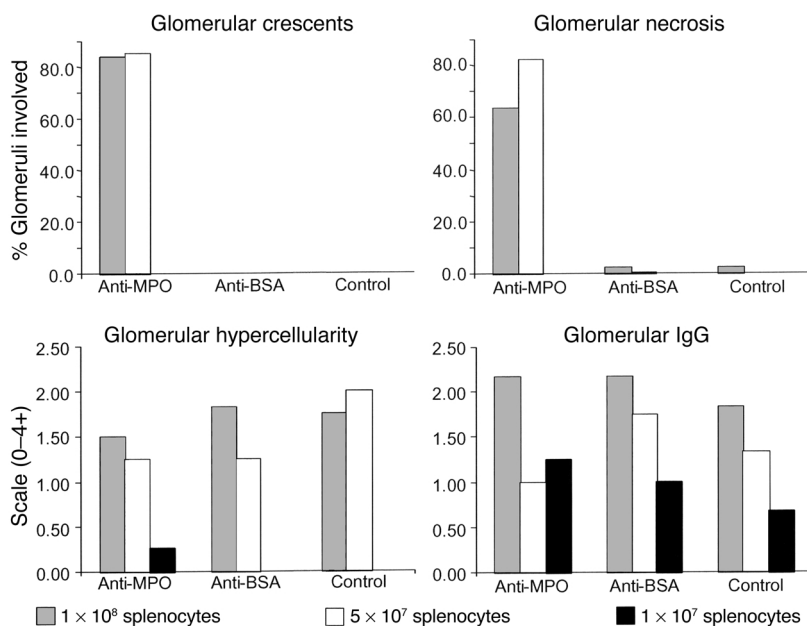 Glomerular crescents
% Glomeruli involved
80.0
60.0
40.0
20.0
0.0
Anti-MPO Anti-BSA Control
Glomerular necrosis
80.0
60.0
40.0
20.0
0.0
Anti-MPO Anti-BSA Control
Glomerular hypercellularity
Scale (0–4+)
2.50
2.00
1.50
1.00
0.50
0.00
Anti-MPO Anti-BSA Control
Glomerular IgG
2.50
2.00
1.50
1.00
0.50
0.00
Anti-MPO Anti-BSA Control
1 × 10⁸ splenocytes 5 × 10⁷ splenocytes 1 × 10⁷ splenocytes